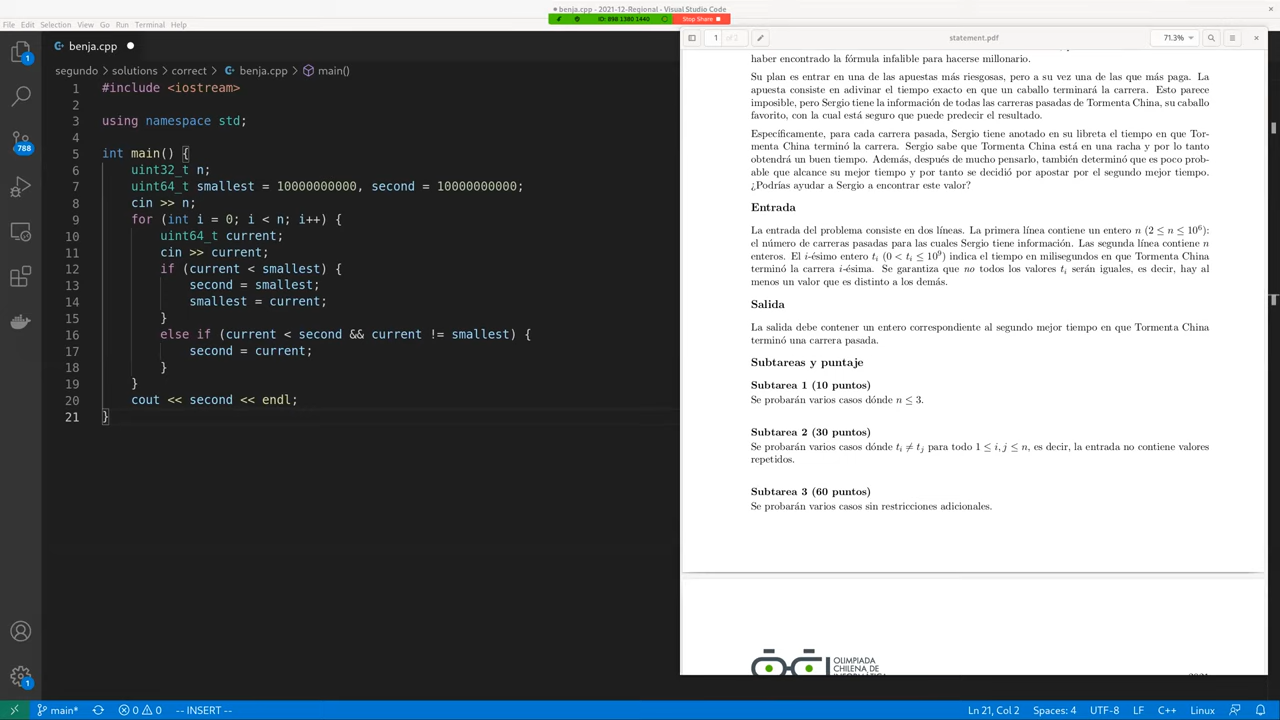 benja.cpp - 2021-12-Regional - Visual Studio Code
ID: 898 1380 1440 Stop Share
File Edit Selection View Go Run Terminal Help
benja.cpp
segundo > solutions > correct > benja.cpp > main()
1 #include <iostream>
2
3 using namespace std;
4
5 int main() {
6 uint32_t n;
7 uint64_t smallest = 10000000000, second = 10000000000;
8 cin >> n;
9 for (int i = 0; i < n; i++) {
10 uint64_t current;
11 cin >> current;
12 if (current < smallest) {
13 second = smallest;
14 smallest = current;
15 }
16 else if (current < second && current != smallest) {
17 second = current;
18 }
19 }
20 cout << second << endl;
21 }
1
788
1
main* 0 0 -- INSERT --
Ln 21, Col 2 Spaces: 4 UTF-8 LF C++ Linux
1 of 2 statement.pdf 71.3%
haber encontrado la fórmula infalible para hacerse millonario.
Su plan es entrar en una de las apuestas más riesgosas, pero a su vez una de las que más paga. La
apuesta consiste en adivinar el tiempo exacto en que un caballo terminará la carrera. Esto parece
imposible, pero Sergio tiene la información de todas las carreras pasadas de Tormenta China, su caballo
favorito, con la cual está seguro que puede predecir el resultado.
Específicamente, para cada carrera pasada, Sergio tiene anotado en su libreta el tiempo en que Tor-
menta China terminó la carrera. Sergio sabe que Tormenta China está en una racha y por lo tanto
obtendrá un buen tiempo. Además, después de mucho pensarlo, también determinó que es poco prob-
able que alcance su mejor tiempo y por tanto se decidió por apostar por el segundo mejor tiempo.
¿Podrías ayudar a Sergio a encontrar este valor?
Entrada
La entrada del problema consiste en dos líneas. La primera línea contiene un entero n (2 ≤ n ≤ 10⁶):
el número de carreras pasadas para las cuales Sergio tiene información. Las segunda línea contiene n
enteros. El i-ésimo entero tᵢ (0 < tᵢ ≤ 10⁹) indica el tiempo en milisegundos en que Tormenta China
terminó la carrera i-ésima. Se garantiza que no todos los valores tᵢ serán iguales, es decir, hay al
menos un valor que es distinto a los demás.
Salida
La salida debe contener un entero correspondiente al segundo mejor tiempo en que Tormenta China
terminó una carrera pasada.
Subtareas y puntaje
Subtarea 1 (10 puntos)
Se probarán varios casos dónde n ≤ 3.
Subtarea 2 (30 puntos)
Se probarán varios casos dónde tᵢ ≠ tⱼ para todo 1 ≤ i, j ≤ n, es decir, la entrada no contiene valores
repetidos.
Subtarea 3 (60 puntos)
Se probarán varios casos sin restricciones adicionales.
OLIMPIADA
CHILENA DE
INFORMÁTICA